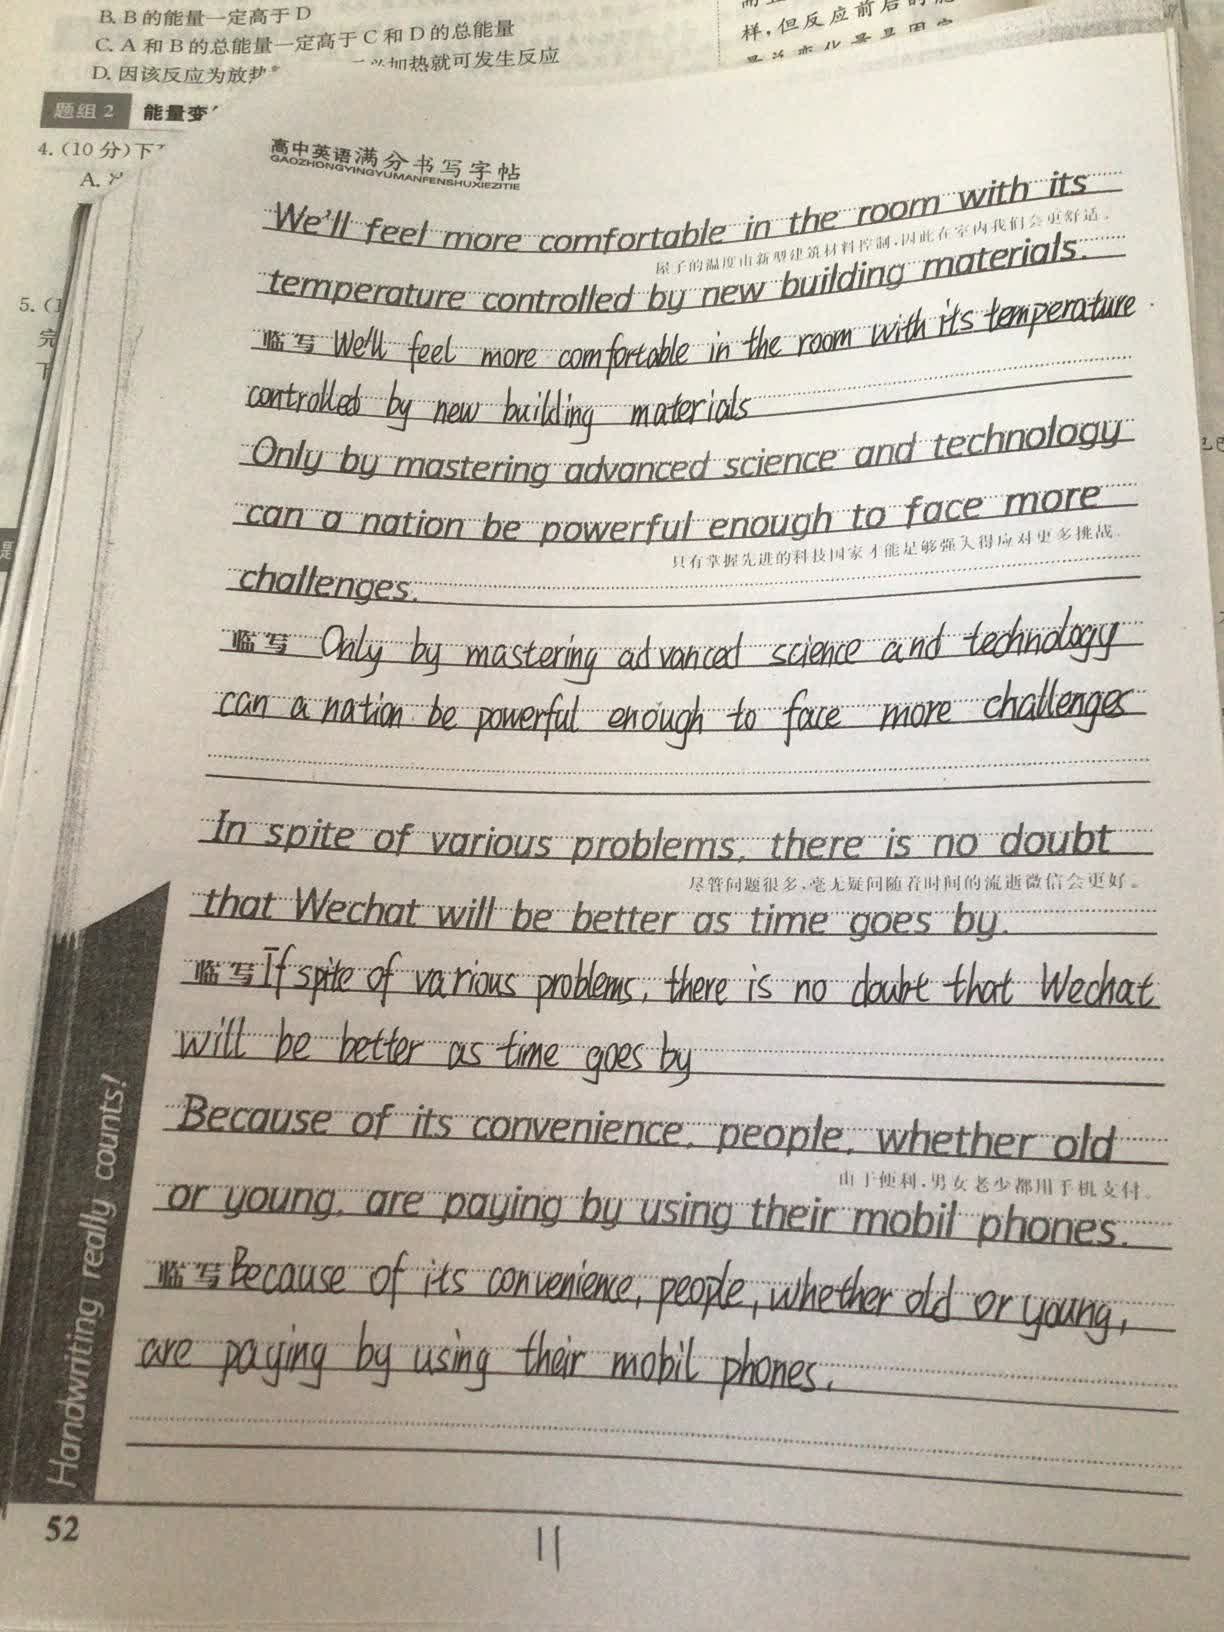 B. B的能量一定高于D
C. A和B的总能量一定高于C和D的总能量
D. 因该反应为放热 加热就可发生反应
样,但反应前后的能
题组2 能量变
4.(10分)下
A.
5.(1
完
下
高中英语满分书写字帖
GAOZHONGYINGYUMANFENSHUXIEZITIE
We'll feel more comfortable in the room with its
屋子的温度由新型建筑材料控制,因此在室内我们会更舒适。
temperature controlled by new building materials.
临写 We'll feel more comfortable in the room with its temperature
controlled by new building materials
Only by mastering advanced science and technology
can a nation be powerful enough to face more
只有掌握先进的科技国家才能足够强大得应对更多挑战。
challenges.
临写 Only by mastering advanced science and technology
can a nation be powerful enough to face more challenges
In spite of various problems, there is no doubt
尽管问题很多,毫无疑问随着时间的流逝微信会更好。
that Wechat will be better as time goes by.
临写 If spite of various problems, there is no doubt that Wechat
will be better as time goes by
Because of its convenience, people, whether old
由于便利,男女老少都用手机支付。
or young, are paying by using their mobil phones.
临写 Because of its convenience, people, whether old or young,
are paying by using their mobil phones.
Handwriting really counts!
52
11